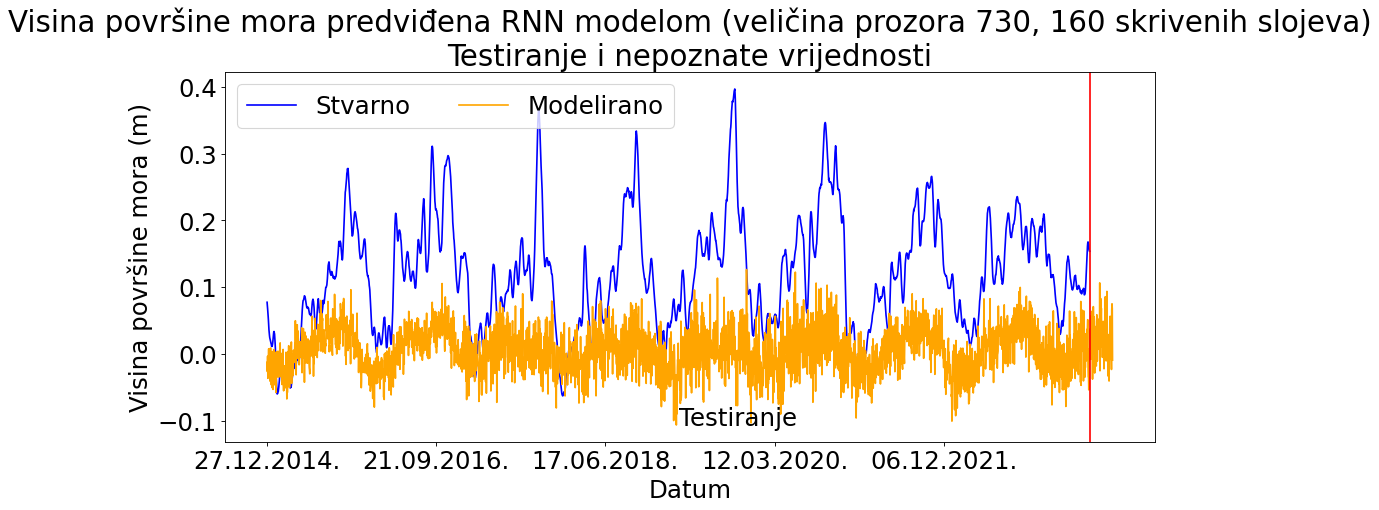 Visina površine mora predviđena RNN modelom (veličina prozora 730, 160 skrivenih slojeva)
Testiranje i nepoznate vrijednosti
Stvarno
Modelirano
Visina površine mora (m)
0.4
0.3
0.2
0.1
0.0
−0.1
Testiranje
27.12.2014.
21.09.2016.
17.06.2018.
12.03.2020.
06.12.2021.
Datum